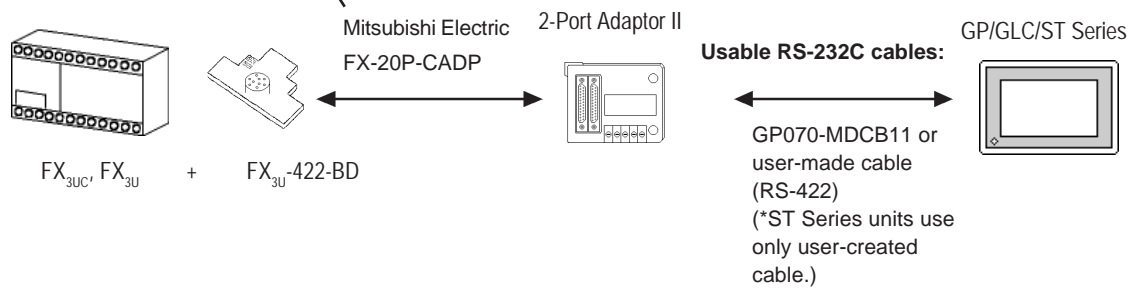 Mitsubishi Electric
FX-20P-CADP
2-Port Adaptor II
Usable RS-232C cables:
GP/GLC/ST Series
GP070-MDCB11 or
user-made cable
(RS-422)
(*ST Series units use
only user-created
cable.)
FX3UC, FX3U + FX3U-422-BD